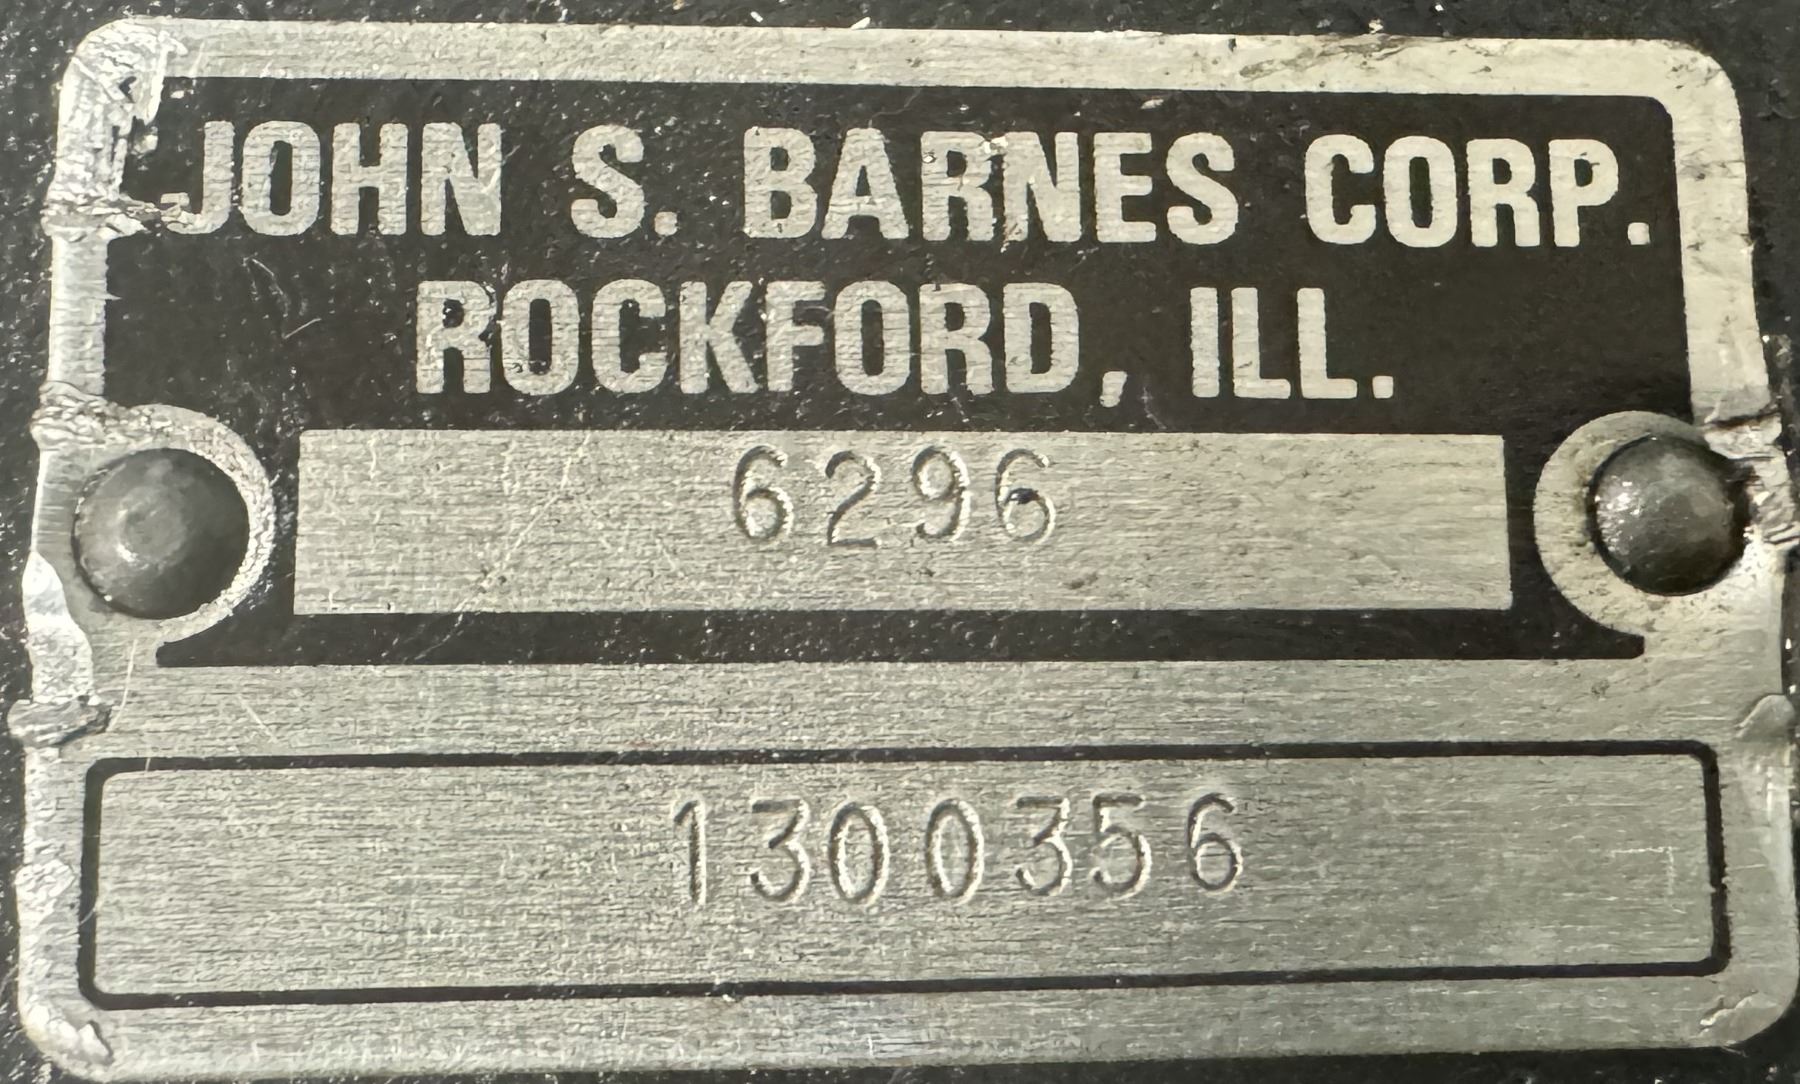 JOHN S. BARNES CORP.
ROCKFORD, ILL.
6296
1300356